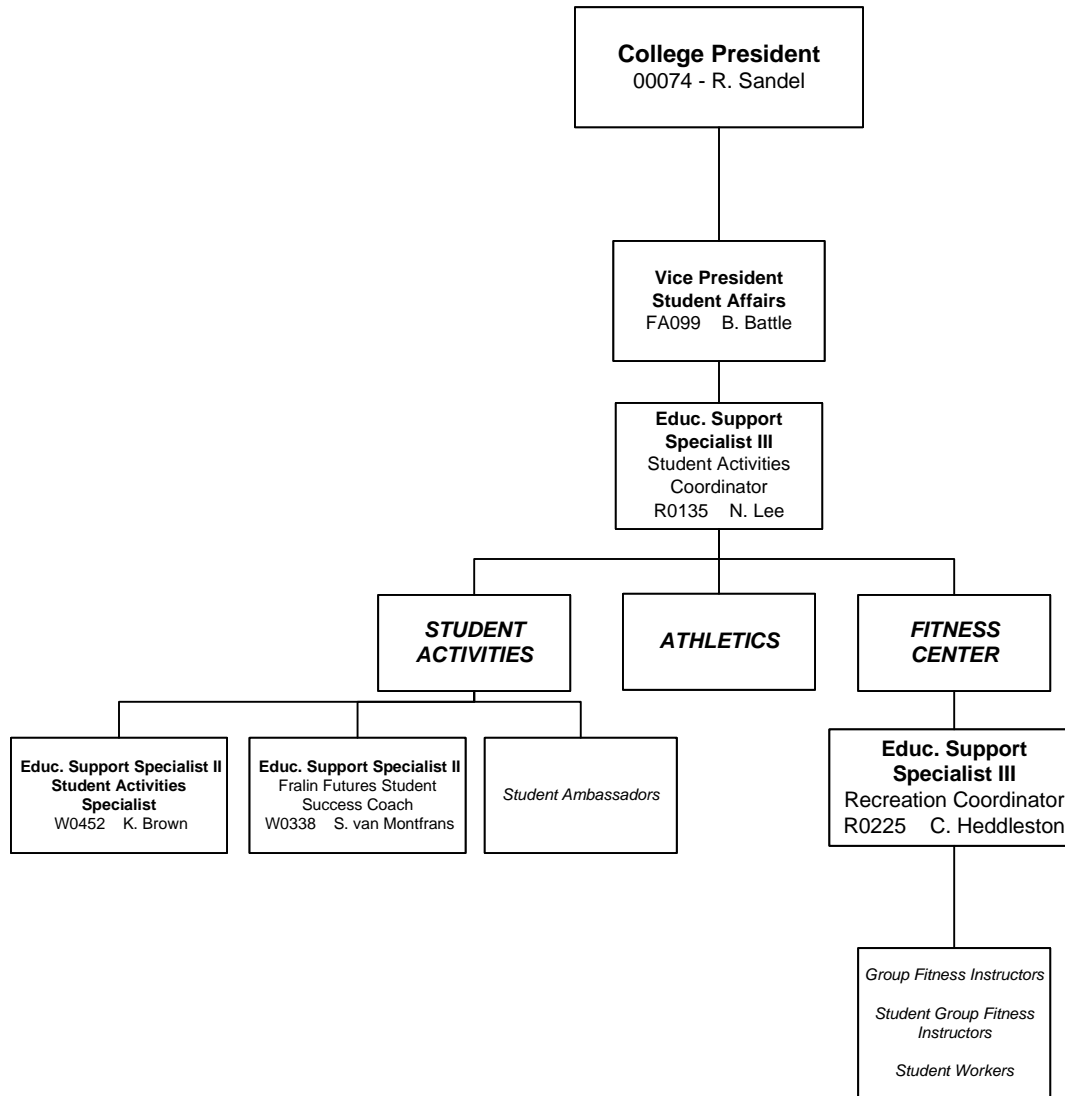 College President
00074 - R. Sandel
Vice President
Student Affairs
FA099 B. Battle
Educ. Support
Specialist III
Student Activities
Coordinator
R0135 N. Lee
STUDENT
ACTIVITIES
ATHLETICS
FITNESS
CENTER
Educ. Support Specialist II
Student Activities
Specialist
W0452 K. Brown
Educ. Support Specialist II
Fralin Futures Student
Success Coach
W0338 S. van Montfrans
Student Ambassadors
Educ. Support
Specialist III
Recreation Coordinator
R0225 C. Heddleston
Group Fitness Instructors
Student Group Fitness
Instructors
Student Workers